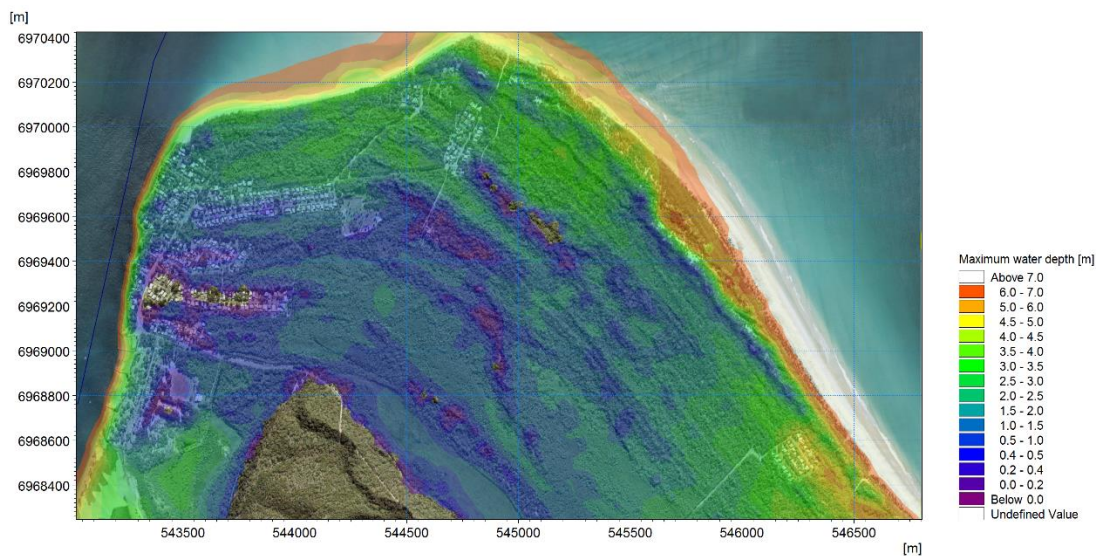 [m]
6970400
6970200
6970000
6969800
6969600
6969400
6969200
6969000
6968800
6968600
6968400
543500
544000
544500
545000
545500
546000
546500
[m]
Maximum water depth [m]
Above 7.0
6.0 - 7.0
5.0 - 6.0
4.5 - 5.0
4.0 - 4.5
3.5 - 4.0
3.0 - 3.5
2.5 - 3.0
2.0 - 2.5
1.5 - 2.0
1.0 - 1.5
0.5 - 1.0
0.4 - 0.5
0.2 - 0.4
0.0 - 0.2
Below 0.0
Undefined Value